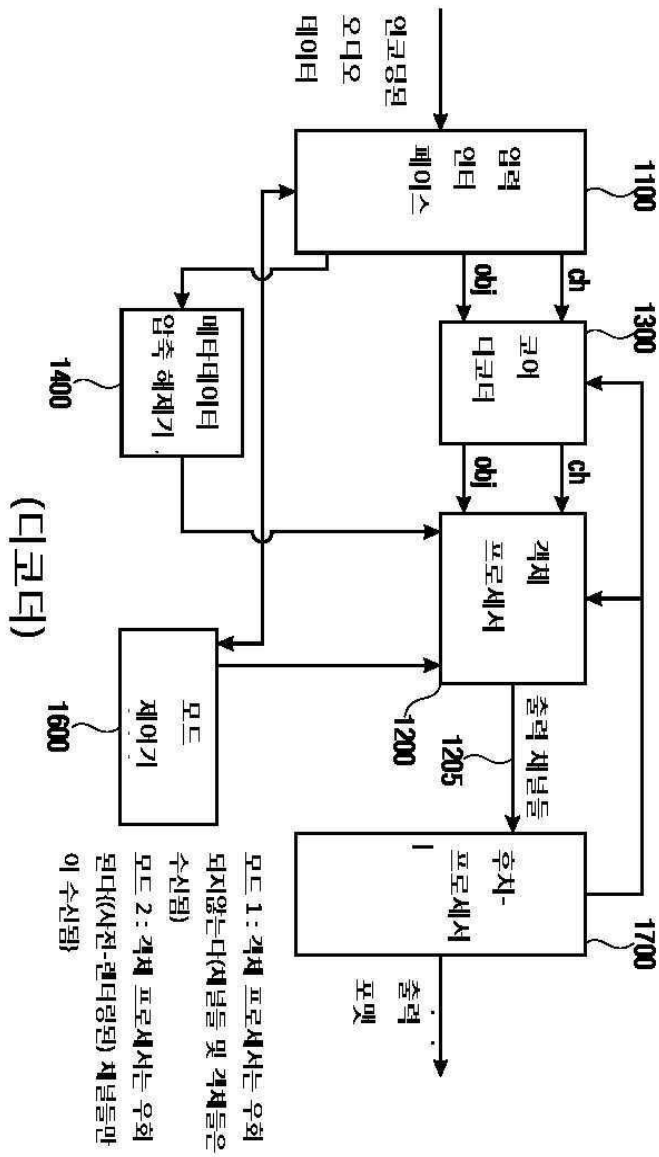 인코딩된
오디오
데이터
입력
인터
페이스
1100
ch
obj
코어
디코더
1300
메타데이터
압축 해제기
1400
ch
obj
객체
프로세서
1200
모드
제어기
1600
출력 채널들
1205
후처-
프로세서
1700
출력
포맷
모드 1 : 객체 프로세서는 우회
되지않는다(채널들 및 객체들은
수신됨)
모드 2 : 객체 프로세서는 우회
된다{(사전-렌더링된) 채널들만
이 수신됨}
(디코더)